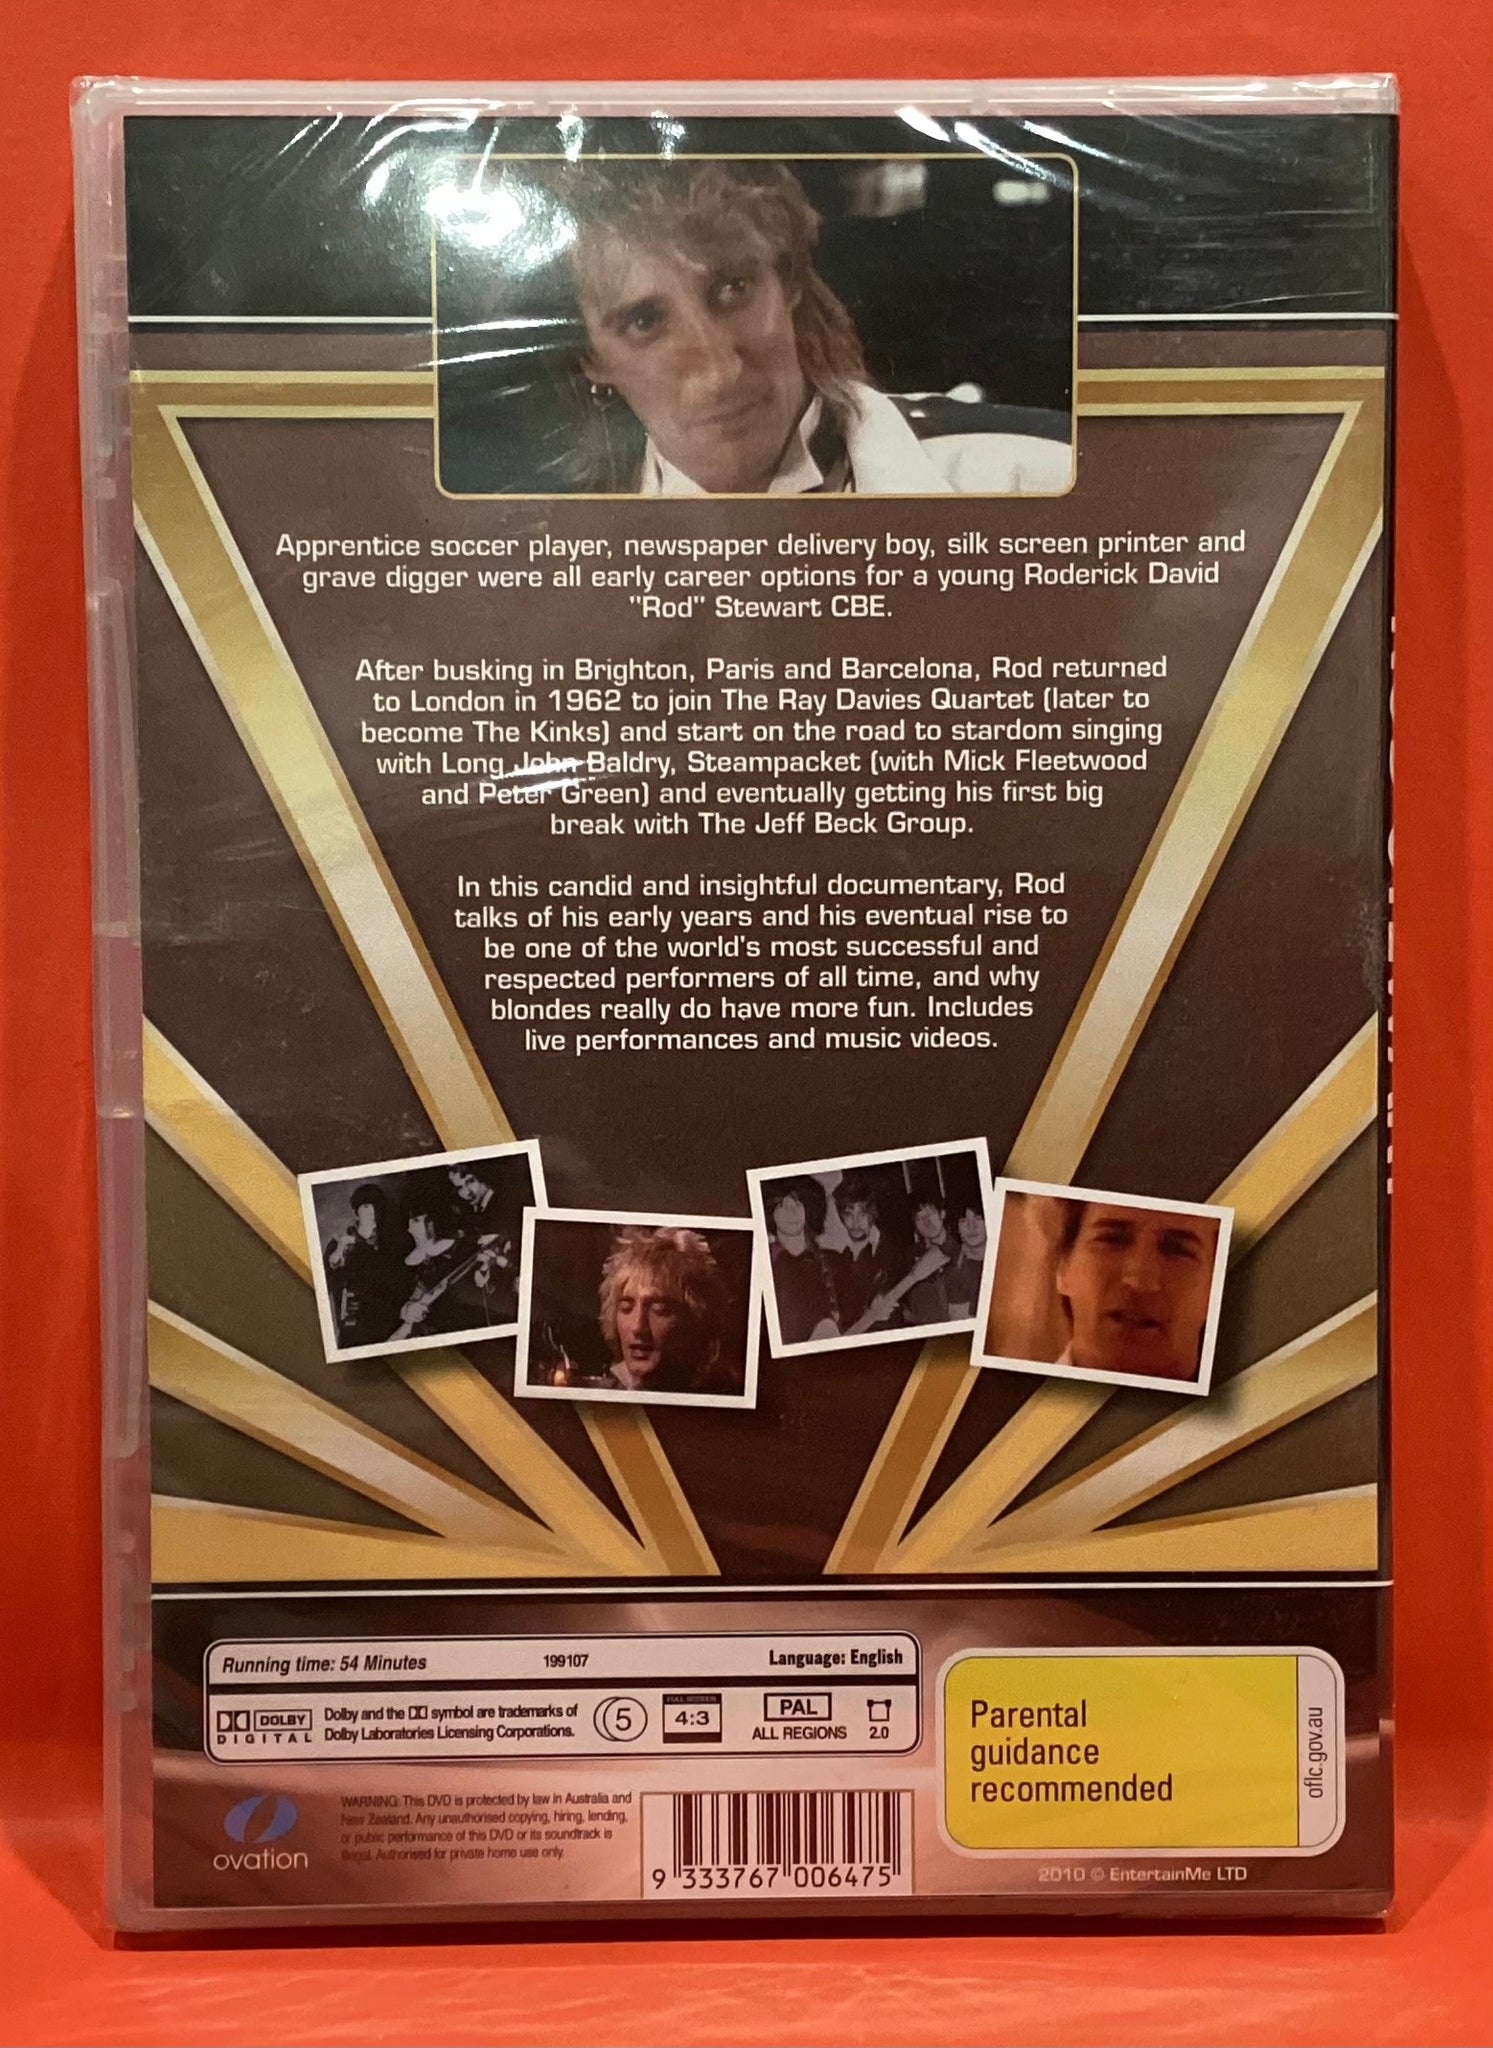 Apprentice soccer player, newspaper delivery boy, silk screen printer and
grave digger were all early career options for a young Roderick David
"Rod" Stewart CBE.
After busking in Brighton, Paris and Barcelona, Rod returned
to London in 1962 to join The Ray Davies Quartet (later to
become The Kinks) and start on the road to stardom singing
with Long John Baldry, Steampacket (with Mick Fleetwood
and Peter Green) and eventually getting his first big
break with The Jeff Beck Group.
In this candid and insightful documentary, Rod
talks of his early years and his eventual rise to
be one of the world's most successful and
respected performers of all time, and why
blondes really do have more fun. Includes
live performances and music videos.
Running time: 54 Minutes 199107 Language: English
DOLBY
DIGITAL
Dolby and the DD symbol are trademarks of
Dolby Laboratories Licensing Corporations.
5
FULL SCREEN
4:3
PAL
ALL REGIONS
2.0
Parental
guidance
recommended
oflc.gov.au
ovation
WARNING: This DVD is protected by law in Australia and
New Zealand. Any unauthorised copying, hiring, lending,
or public performance of this DVD or its soundtrack is
illegal. Authorised for private home use only.
9 333767 006475
2010 © EntertainMe LTD